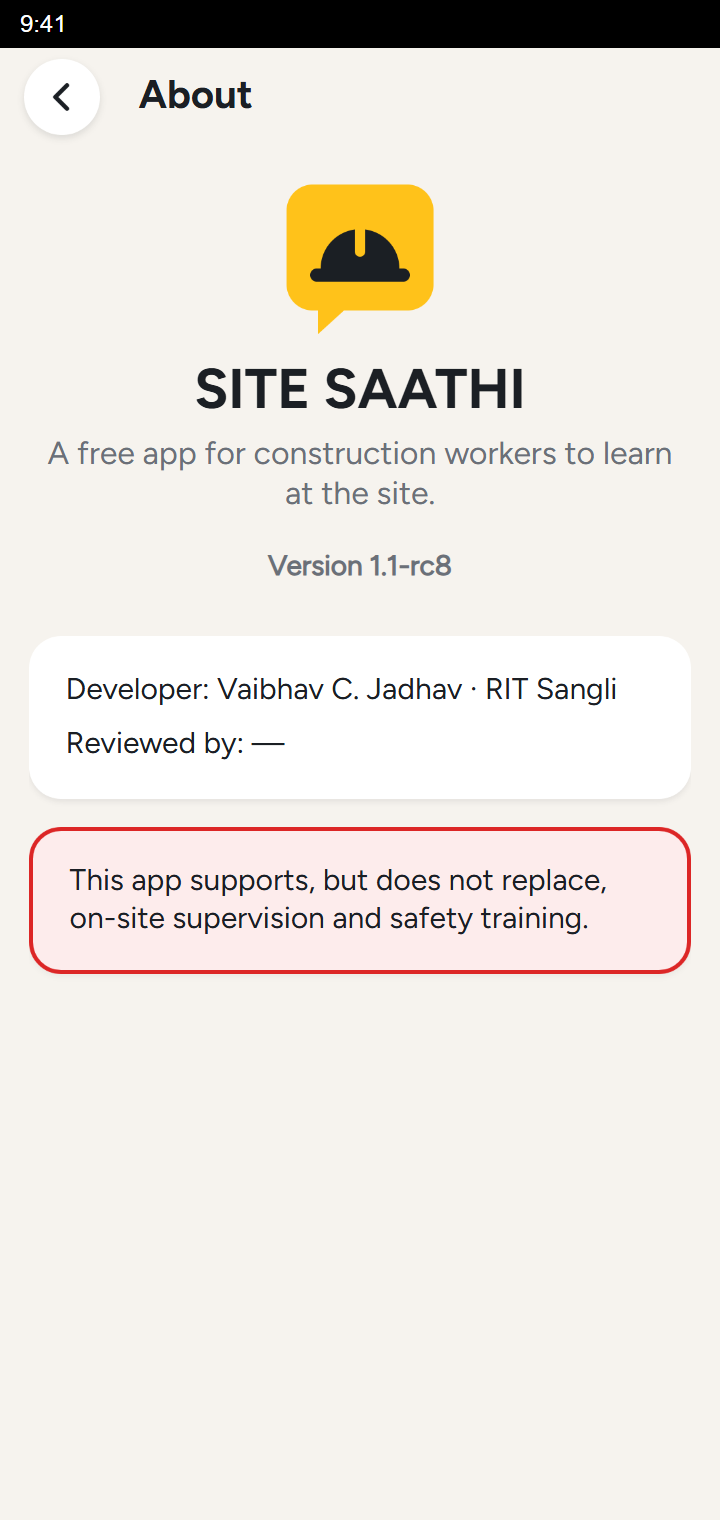 9:41
About
SITE SAATHI
A free app for construction workers to learn
at the site.
Version 1.1-rc8
Developer: Vaibhav C. Jadhav · RIT Sangli
Reviewed by: —
This app supports, but does not replace,
on-site supervision and safety training.